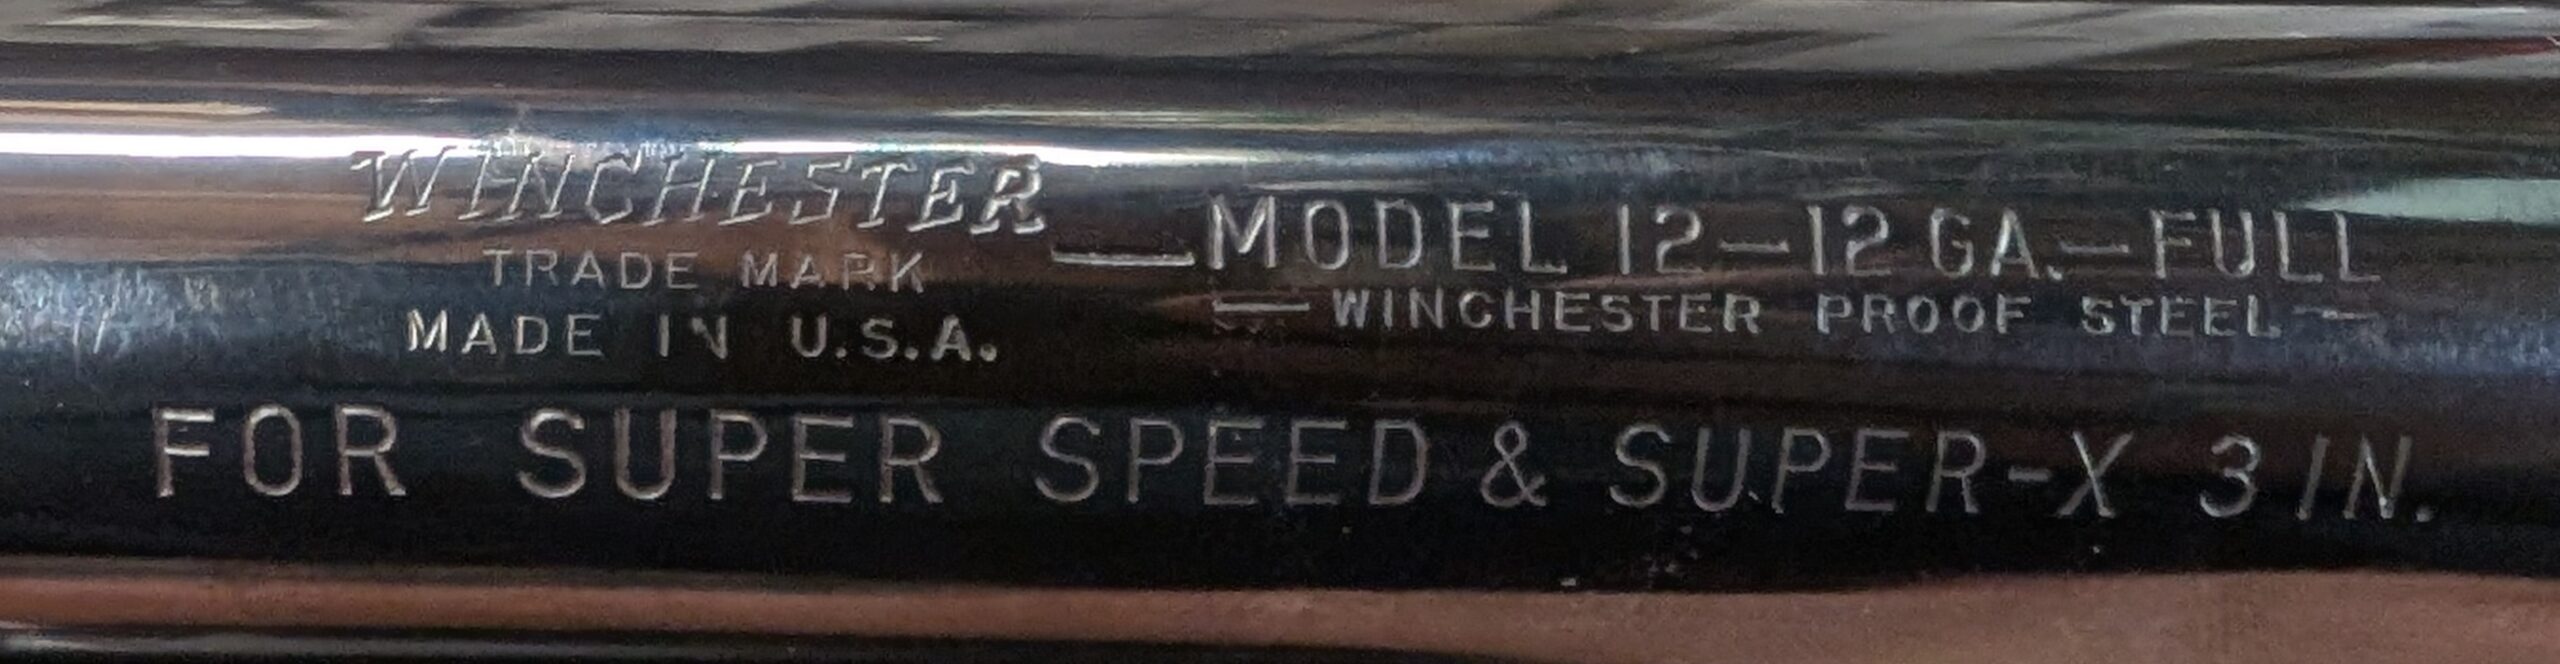 WINCHESTER
TRADE MARK
MADE IN U.S.A.
—MODEL 12—12 GA.—FULL
—WINCHESTER PROOF STEEL—
FOR SUPER SPEED & SUPER-X 3 IN.